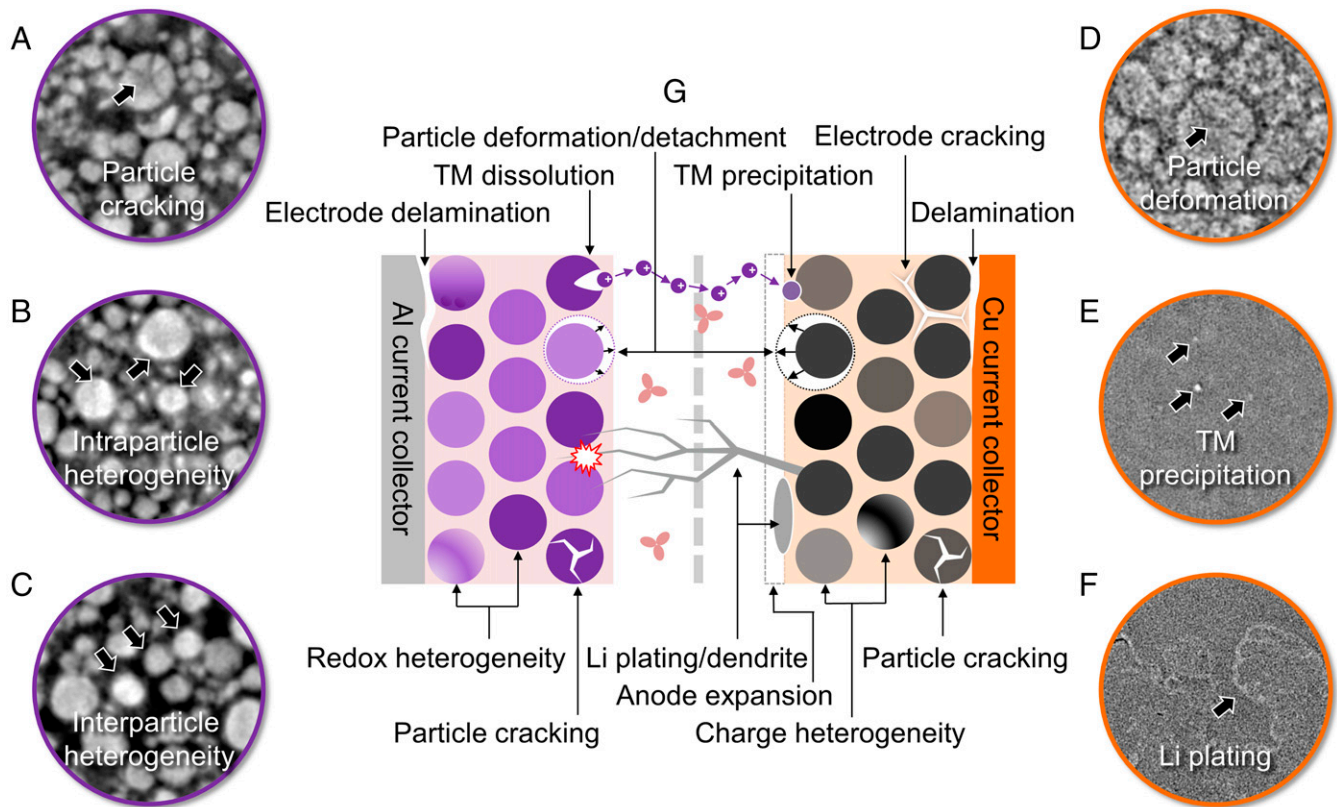 A
Particle
cracking
B
Intraparticle
heterogeneity
C
Interparticle
heterogeneity
G
Particle deformation/detachment
Electrode cracking
TM dissolution
TM precipitation
Electrode delamination
Delamination
Al current collector
+
+
+
+
+
+
Cu current collector
Redox heterogeneity
Li plating/dendrite
Particle cracking
Anode expansion
Particle cracking
Charge heterogeneity
D
Particle
deformation
E
TM
precipitation
F
Li plating